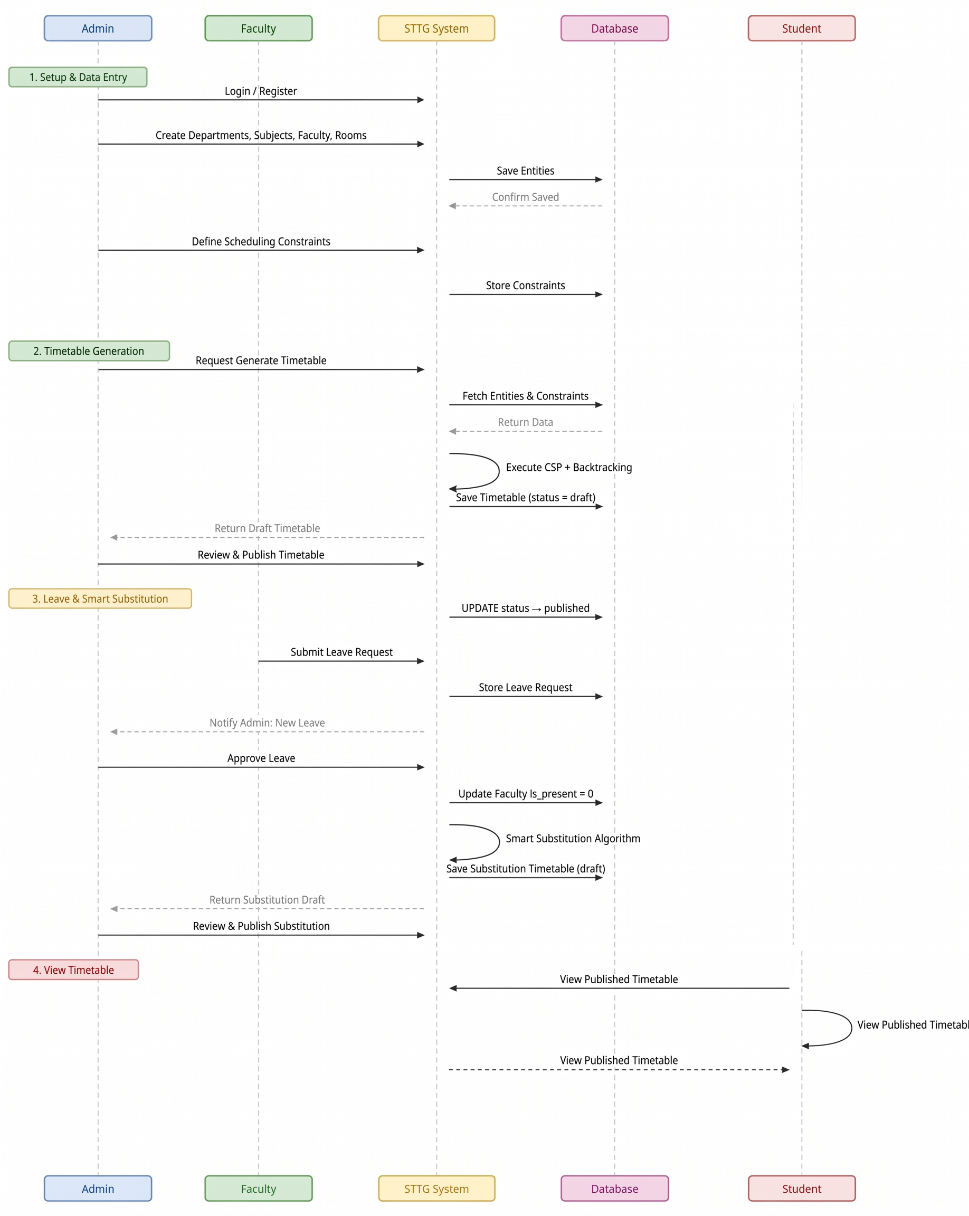 Admin
Faculty
STTG System
Database
Student
1. Setup & Data Entry
Login / Register
Create Departments, Subjects, Faculty, Rooms
Save Entities
Confirm Saved
Define Scheduling Constraints
Store Constraints
2. Timetable Generation
Request Generate Timetable
Fetch Entities & Constraints
Return Data
Execute CSP + Backtracking
Save Timetable (status = draft)
Return Draft Timetable
Review & Publish Timetable
3. Leave & Smart Substitution
UPDATE status → published
Submit Leave Request
Store Leave Request
Notify Admin: New Leave
Approve Leave
Update Faculty Is_present = 0
Smart Substitution Algorithm
Save Substitution Timetable (draft)
Return Substitution Draft
Review & Publish Substitution
4. View Timetable
View Published Timetable
View Published Timetabl
View Published Timetable
Admin
Faculty
STTG System
Database
Student